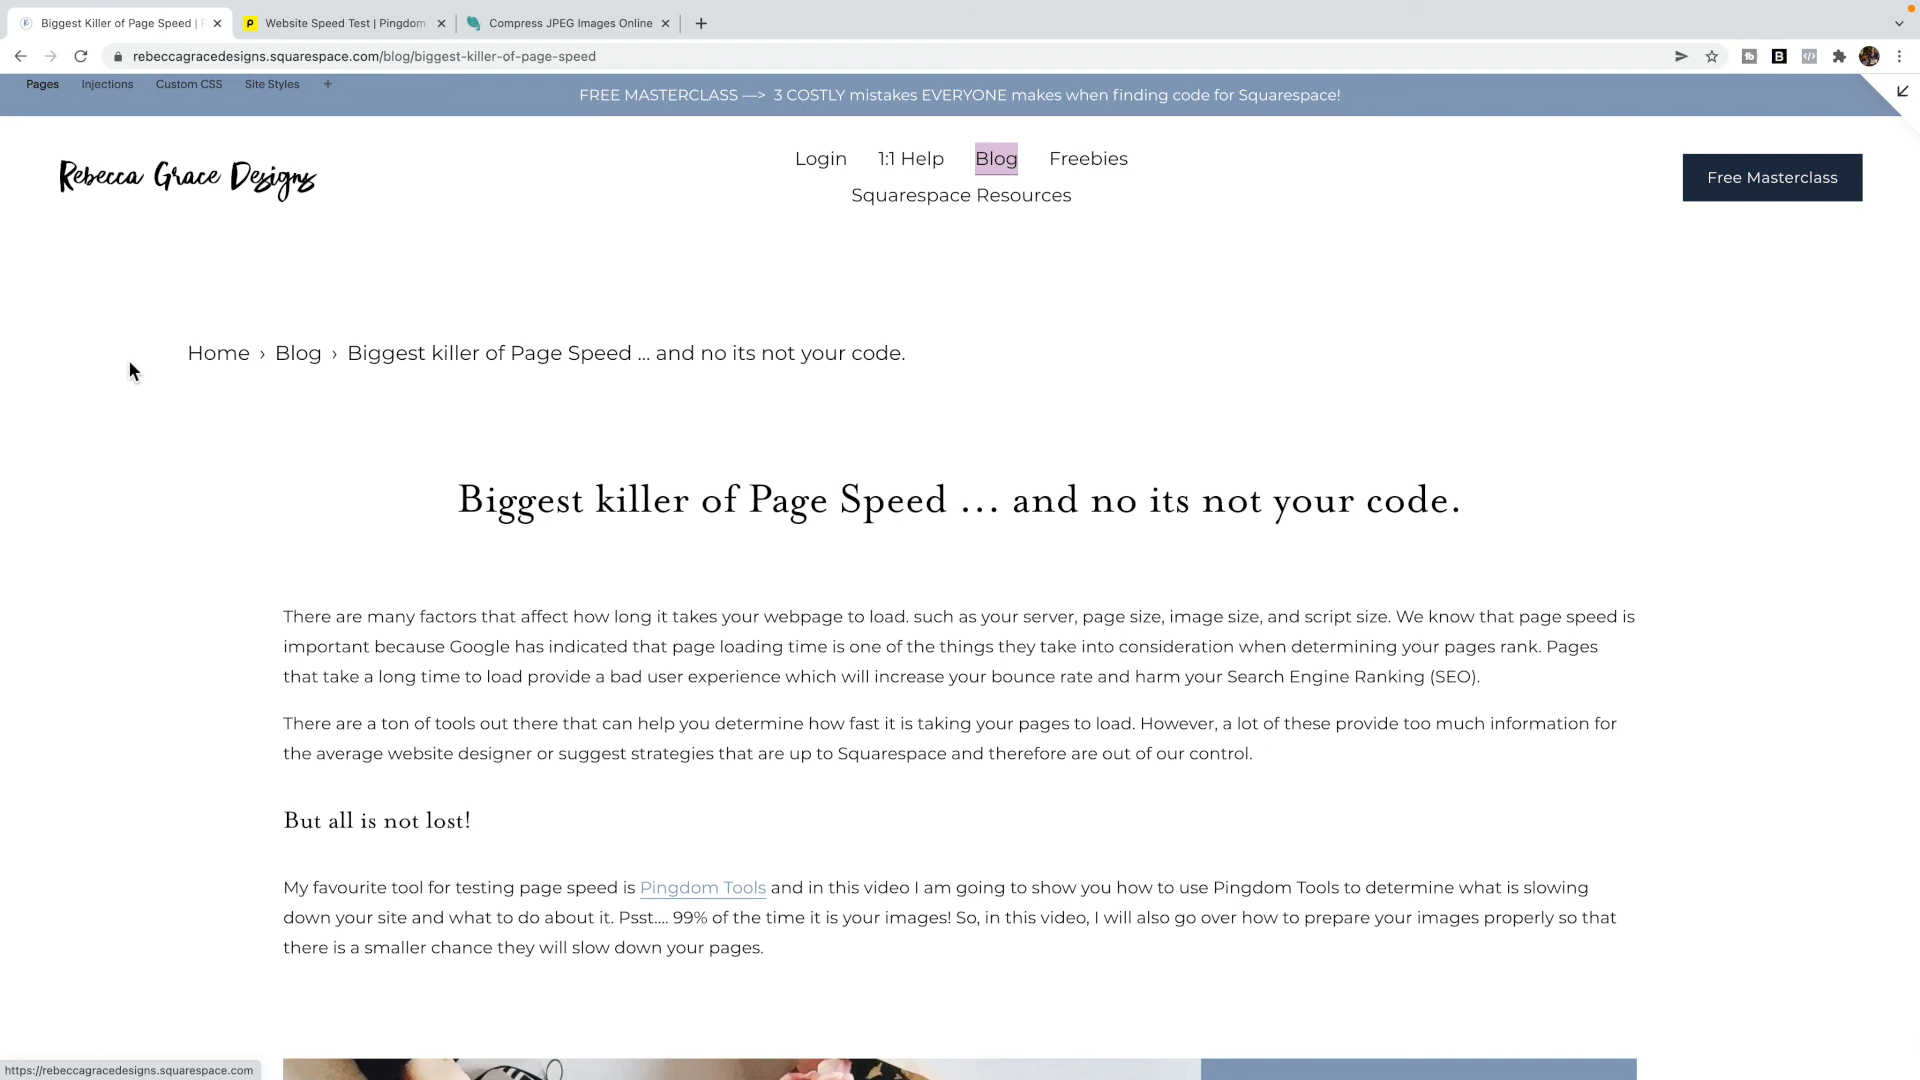 Biggest Killer of Page Speed |
Website Speed Test | Pingdom
Compress JPEG Images Online
rebeccagracedesigns.squarespace.com/blog/biggest-killer-of-page-speed
Pages Injections Custom CSS Site Styles +
FREE MASTERCLASS —> 3 COSTLY mistakes EVERYONE makes when finding code for Squarespace!
Rebecca Grace Designs
Login 1:1 Help Blog Freebies
Squarespace Resources
Free Masterclass
Home › Blog › Biggest killer of Page Speed ... and no its not your code.
Biggest killer of Page Speed ... and no its not your code.
There are many factors that affect how long it takes your webpage to load. such as your server, page size, image size, and script size. We know that page speed is
important because Google has indicated that page loading time is one of the things they take into consideration when determining your pages rank. Pages
that take a long time to load provide a bad user experience which will increase your bounce rate and harm your Search Engine Ranking (SEO).
There are a ton of tools out there that can help you determine how fast it is taking your pages to load. However, a lot of these provide too much information for
the average website designer or suggest strategies that are up to Squarespace and therefore are out of our control.
But all is not lost!
My favourite tool for testing page speed is Pingdom Tools and in this video I am going to show you how to use Pingdom Tools to determine what is slowing
down your site and what to do about it. Psst.... 99% of the time it is your images! So, in this video, I will also go over how to prepare your images properly so that
there is a smaller chance they will slow down your pages.
https://rebeccagracedesigns.squarespace.com